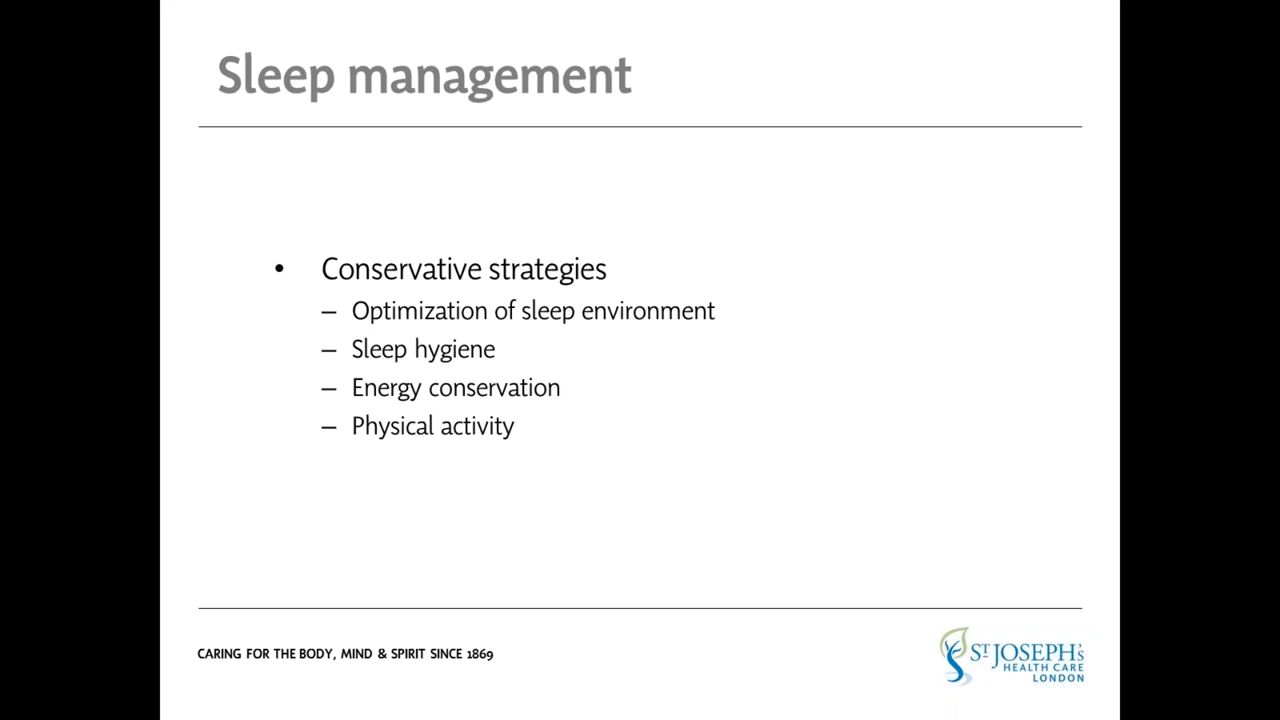 Sleep management
• Conservative strategies
– Optimization of sleep environment
– Sleep hygiene
– Energy conservation
– Physical activity
CARING FOR THE BODY, MIND & SPIRIT SINCE 1869
ST JOSEPH'S
HEALTH CARE
LONDON